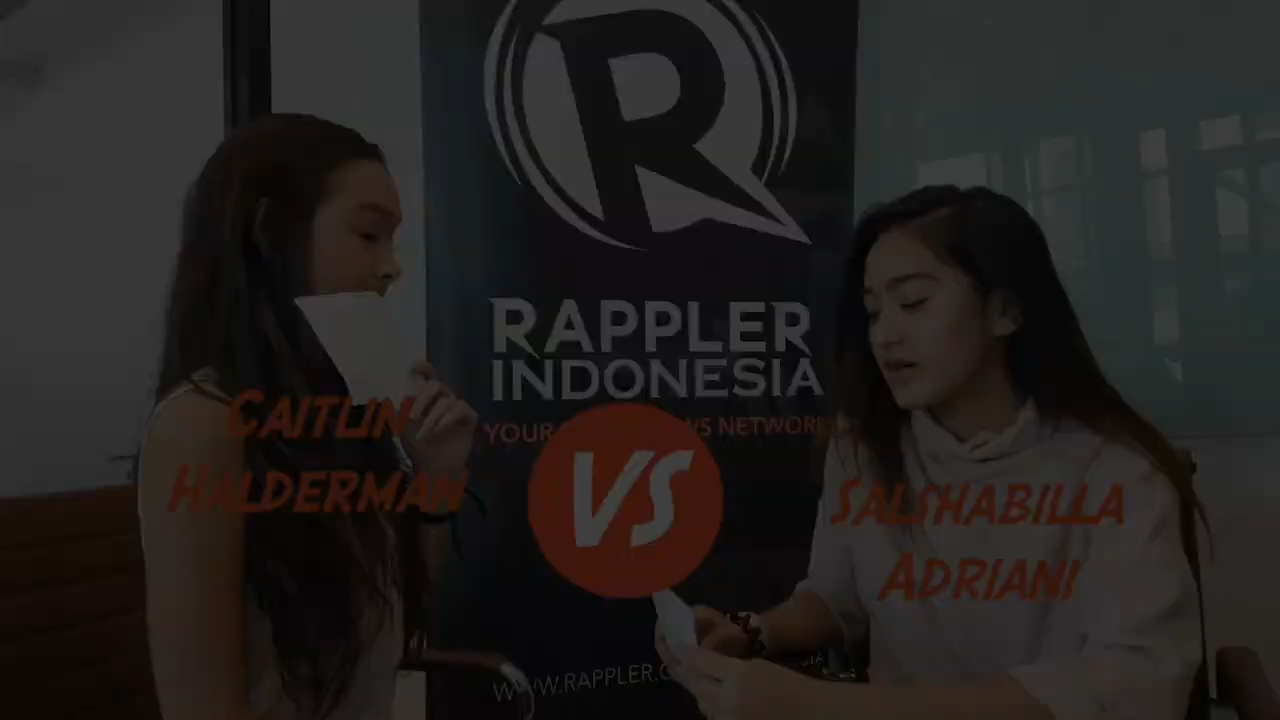 R
RAPPLER
INDONESIA
YOUR
WS NETWORK
CAITLIN
HALDERMAN
VS
SALSHABILLA
ADRIANI
WWW.RAPPLER.C